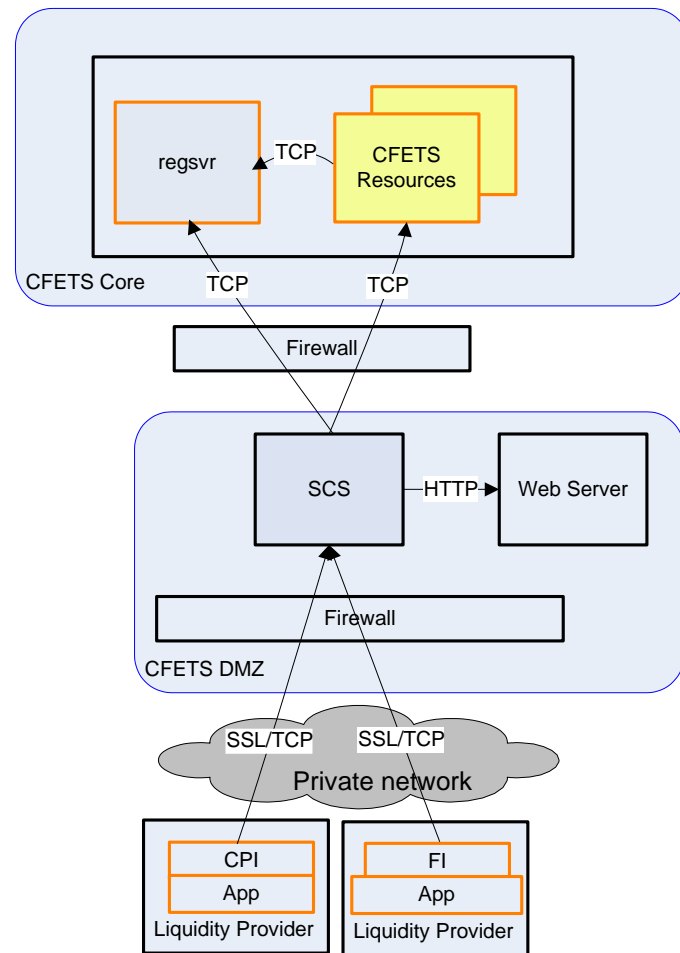 regsvr
TCP
CFETS
Resources
CFETS Core
TCP
TCP
Firewall
SCS
HTTP
Web Server
Firewall
CFETS DMZ
SSL/TCP
SSL/TCP
Private network
CPI
App
Liquidity Provider
FI
App
Liquidity Provider